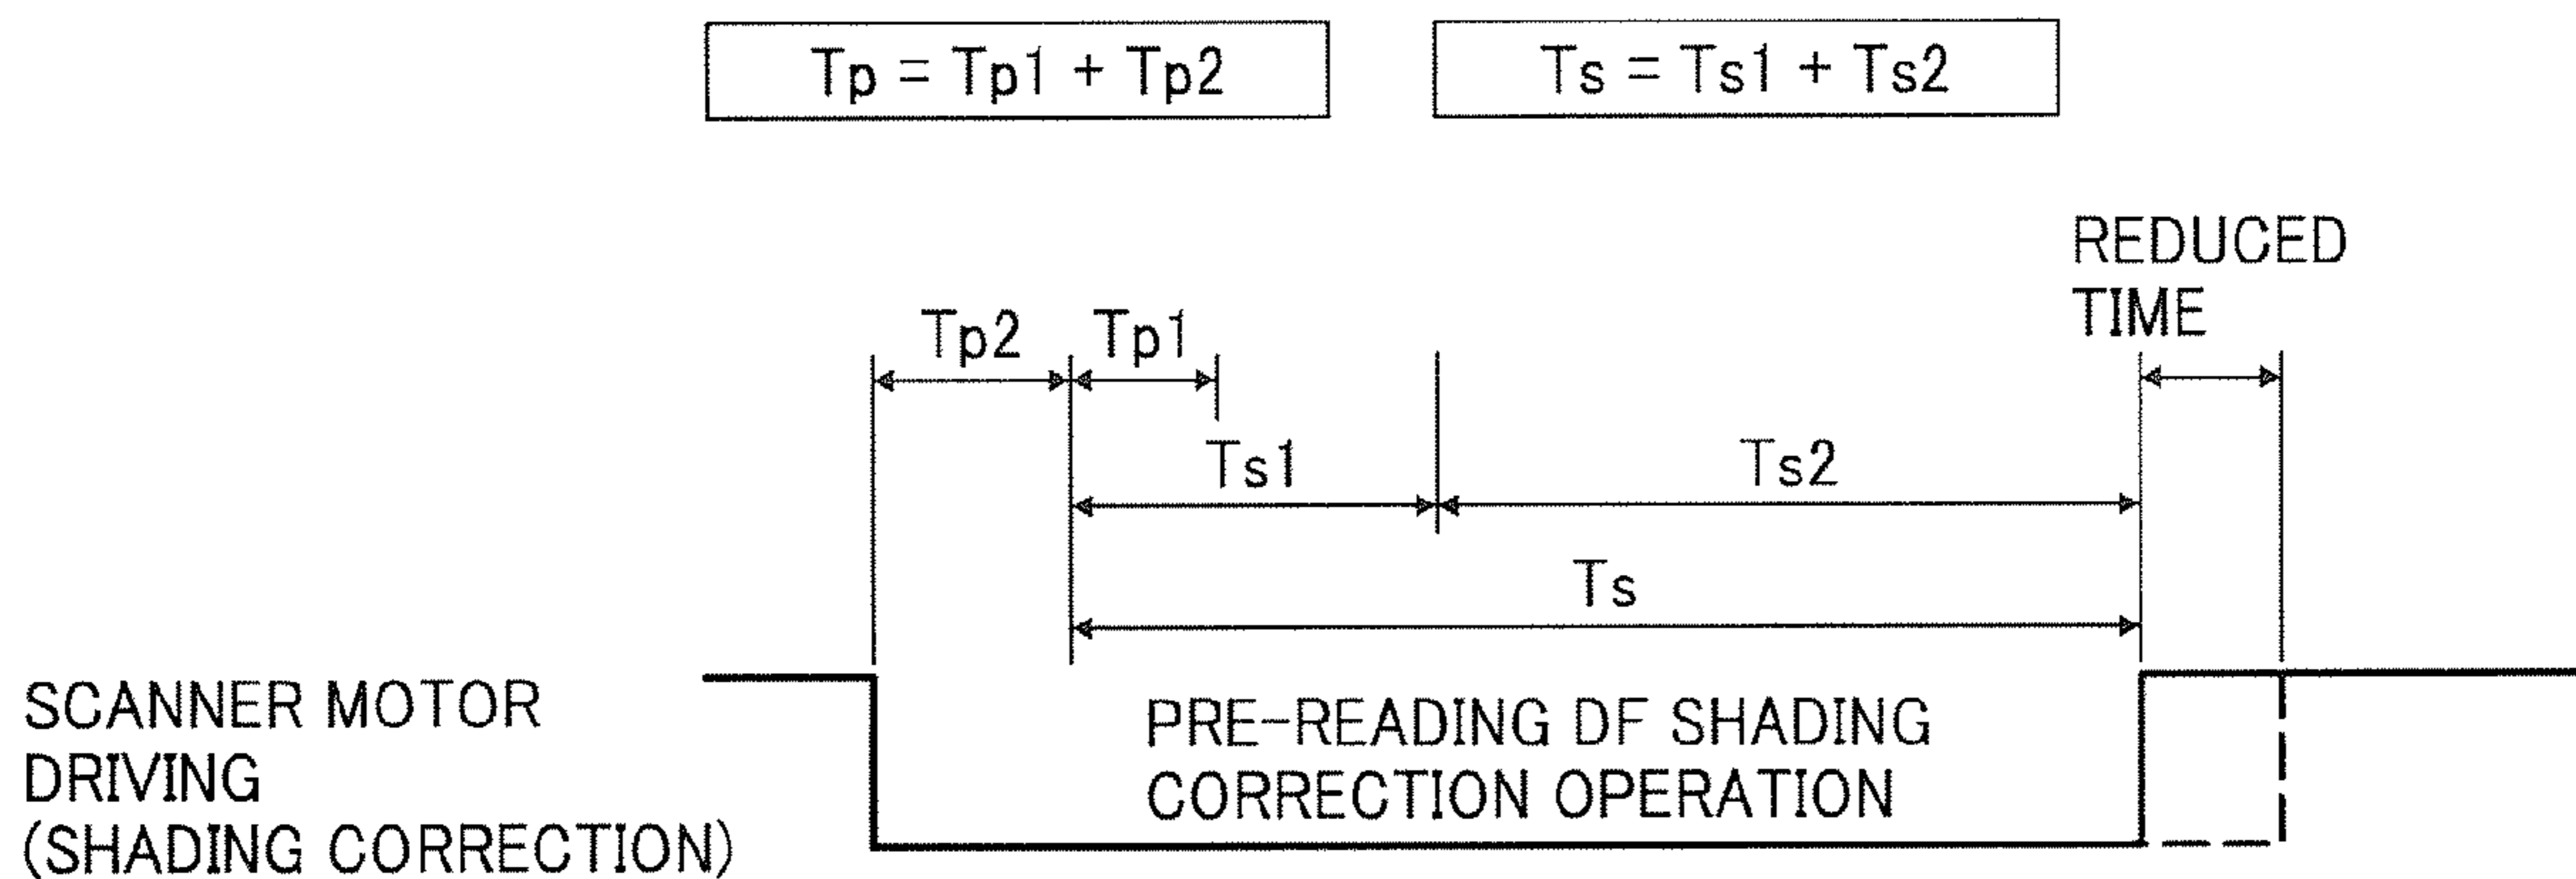 Tp = Tp1 + Tp2
Ts = Ts1 + Ts2
REDUCED
TIME
Tp2
Tp1
Ts1
Ts2
Ts
SCANNER MOTOR
DRIVING
(SHADING CORRECTION)
PRE-READING DF SHADING
CORRECTION OPERATION